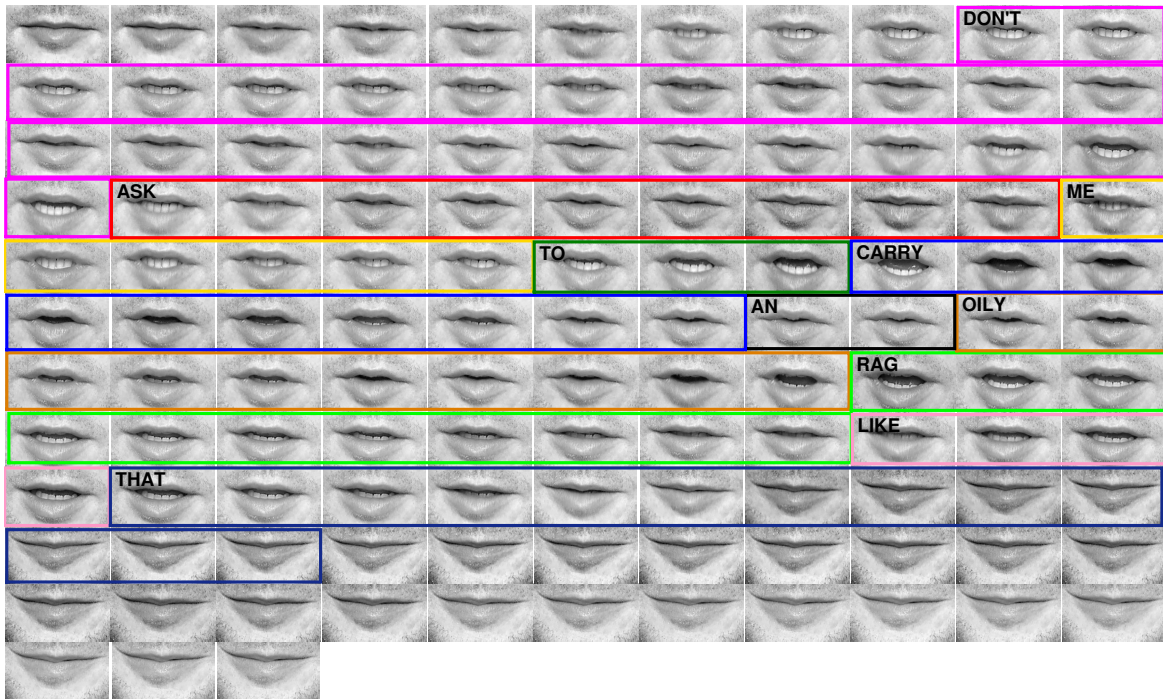 DON'T
ASK
ME
TO
CARRY
AN
OILY
RAG
LIKE
THAT